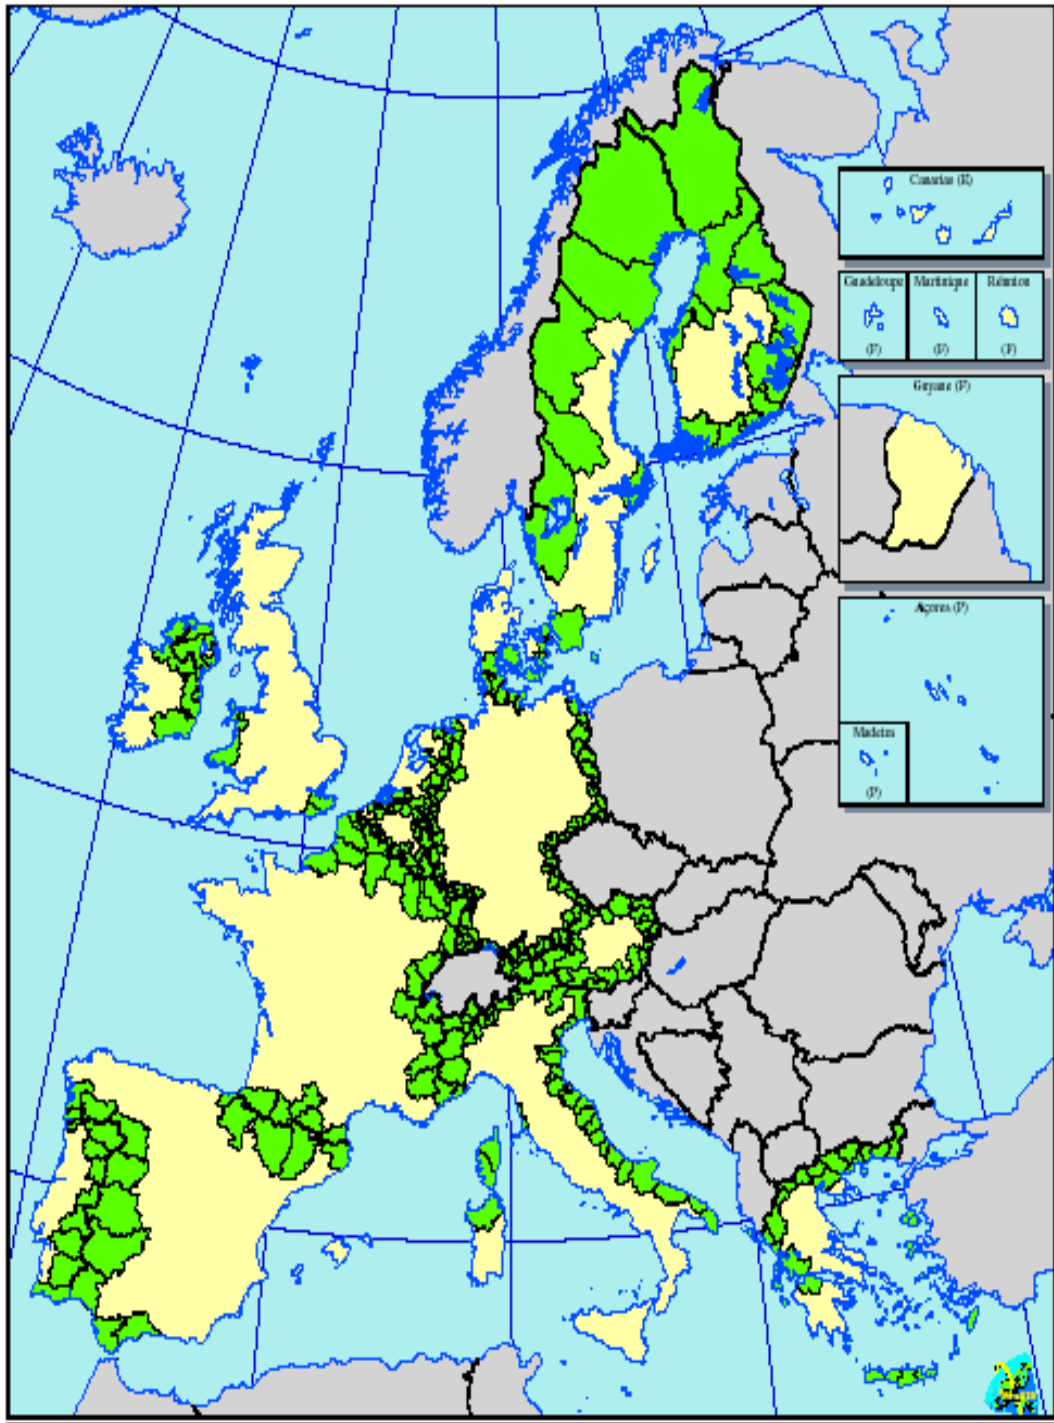 Canarias (E)
Guadeloupe
(F)
Martinique
(F)
Réunion
(F)
Guyane (F)
Açores (P)
Madeira
(P)